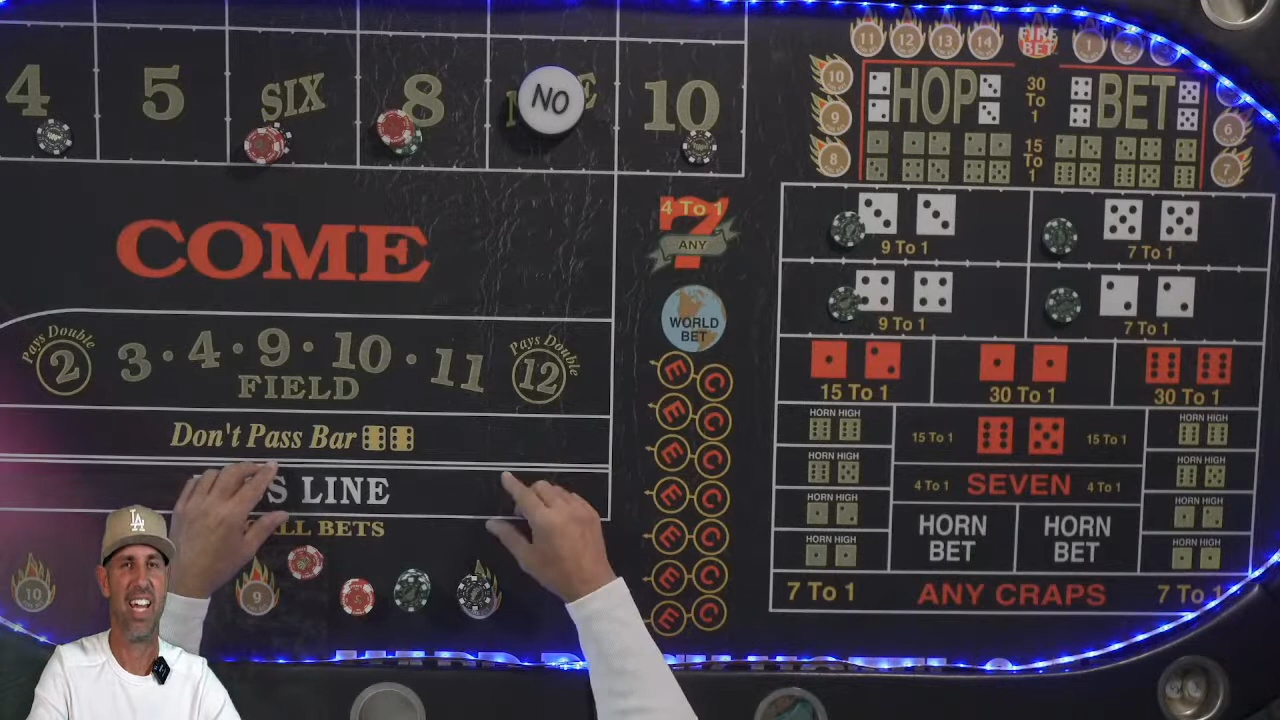 4 5 SIX 8 N E 10
NO
11 12 13 14 FIRE BET 1 2
10
9
8
6
7
HOP 30 To 1 BET
15 To 1
COME
4 To 1
7
ANY
WORLD BET
9 To 1
7 To 1
9 To 1
7 To 1
15 To 1
30 To 1
30 To 1
Pays Double
2
3 · 4 · 9 · 10 · 11
FIELD
Pays Double
12
Don't Pass Bar
S LINE
LL BETS
E C
E C
E C
E C
E C
E C
E C
HORN HIGH
HORN HIGH
HORN HIGH
HORN HIGH
15 To 1
15 To 1
4 To 1 SEVEN 4 To 1
HORN BET
HORN BET
HORN HIGH
HORN HIGH
HORN HIGH
HORN HIGH
7 To 1 ANY CRAPS 7 To 1
10
9
LA